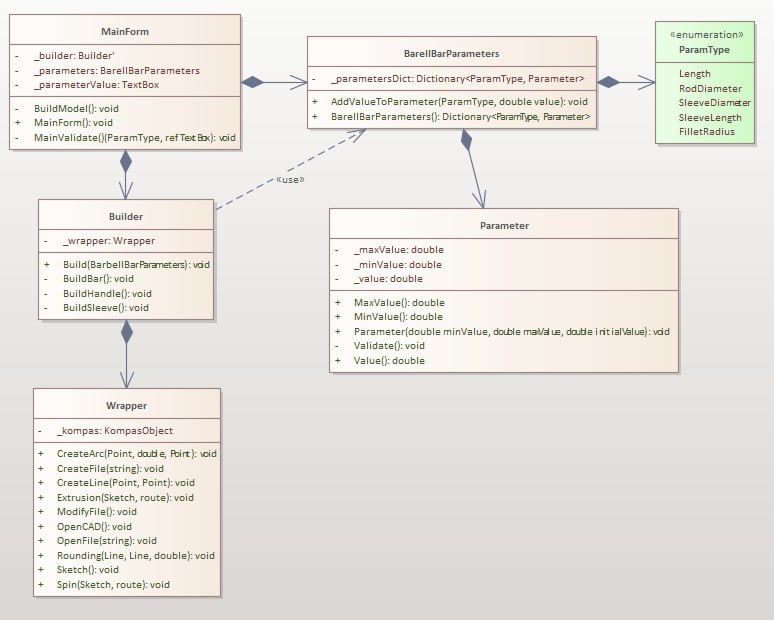 MainForm
- _builder: Builder'
- _parameters: BarellBarParameters
- _parameterValue: TextBox
- BuildModel(): void
+ MainForm(): void
- MainValidate()(ParamType, ref TextBox): void
BarellBarParameters
- _parametersDict: Dictionary<ParamType, Parameter>
+ AddValueToParameter(ParamType, double value): void
+ BarellBarParameters(): Dictionary<ParamType, Parameter>
«enumeration»
ParamType
Length
RodDiameter
SleeveDiameter
SleeveLength
FilletRadius
«use»
Builder
- _wrapper: Wrapper
+ Build(BarbellBarParameters): void
- BuildBar(): void
- BuildHandle(): void
- BuildSleeve(): void
Parameter
- _maxValue: double
- _minValue: double
- _value: double
+ MaxValue(): double
+ MinValue(): double
+ Parameter(double minValue, double maxValue, double initialValue): void
- Validate(): void
+ Value(): double
Wrapper
- _kompas: KompasObject
+ CreateArc(Point, double, Point): void
+ CreateFile(string): void
+ CreateLine(Point, Point): void
+ Extrusion(Sketch, route): void
+ ModifyFile(): void
+ OpenCAD(): void
+ OpenFile(string): void
+ Rounding(Line, Line, double): void
+ Sketch(): void
+ Spin(Sketch, route): void